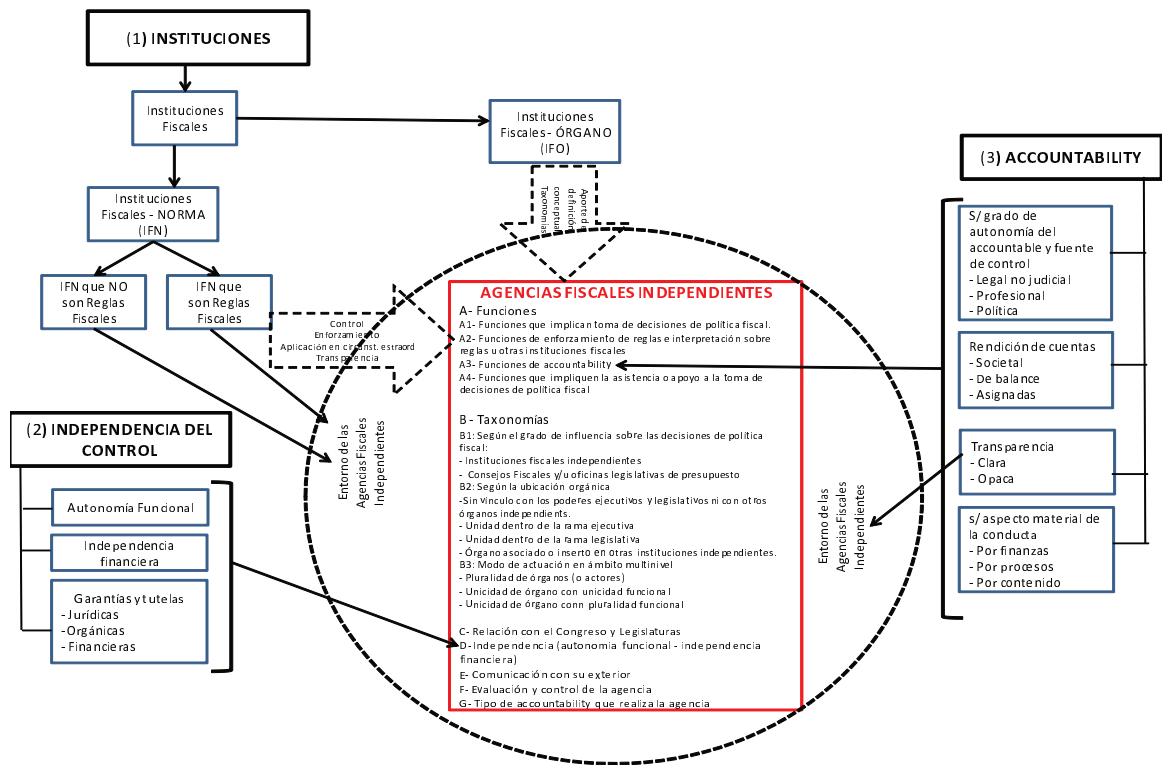 (1) INSTITUCIONES
Instituciones
Fiscales
Instituciones
Fiscales - ÓRGANO
(IFO)
Instituciones
Fiscales - NORMA
(IFN)
IFN que NO
son Reglas
Fiscales
IFN que
son Reglas
Fiscales
Aporte de
definición
conceptual
Taxonomías
Control
Enforzamiento
Aplicación en circunst. estraord
Transparencia
(2) INDEPENDENCIA DEL
CONTROL
Autonomía Funcional
Independencia
financiera
Garantías y tutelas
- Jurídicas
-Orgánicas
- Financieras
Entorno de las
Agencias Fiscales
Independientes
AGENCIAS FISCALES INDEPENDIENTES
A- Funciones
A1- Funciones que implican toma de decisiones de política fiscal.
A2- Funciones de enforzamiento de reglas e interpretación sobre
reglas u otras instituciones fiscales
A3- Funciones de accountability
A4- Funciones que impliquen la asistencia o apoyo a la toma de
decisiones de política fiscal
B - Taxonomías
B1: Según el grado de influencia sobre las decisiones de política
fiscal:
- Instituciones fiscales independientes
- Consejos Fiscales y/u oficinas legislativas de presupuesto
B2: Según la ubicación orgánica
-Sin vínculo con los poderes ejecutivos y legislativos ni con otros
órganos independients.
- Unidad dentro de la rama ejecutiva
- Unidad dentro de la rama legislativa
- Órgano asociado o inserto en otras instituciones independientes.
B3: Modo de actuación en ámbito multinivel
- Pluralidad de órganos (o actores)
- Unicidad de órgano con unicidad funcional
- Unicidad de órgano conn pluralidad funcional
C- Relación con el Congreso y Legislaturas
D- Independencia (autonomia funcional - independencia
financiera)
E- Comunicación con su exterior
F- Evaluación y control de la agencia
G- Tipo de accountability que realiza la agencia
Entorno de las
Agencias Fiscales
Independientes
(3) ACCOUNTABILITY
S/ grado de
autonomía del
accountable y fuente
de control
- Legal no judicial
- Profesional
- Política
Rendición de cuentas
- Societal
- De balance
- Asignadas
Transparencia
- Clara
- Opaca
s/ aspecto material de
la conducta
- Por finanzas
- Por procesos
- Por contenido